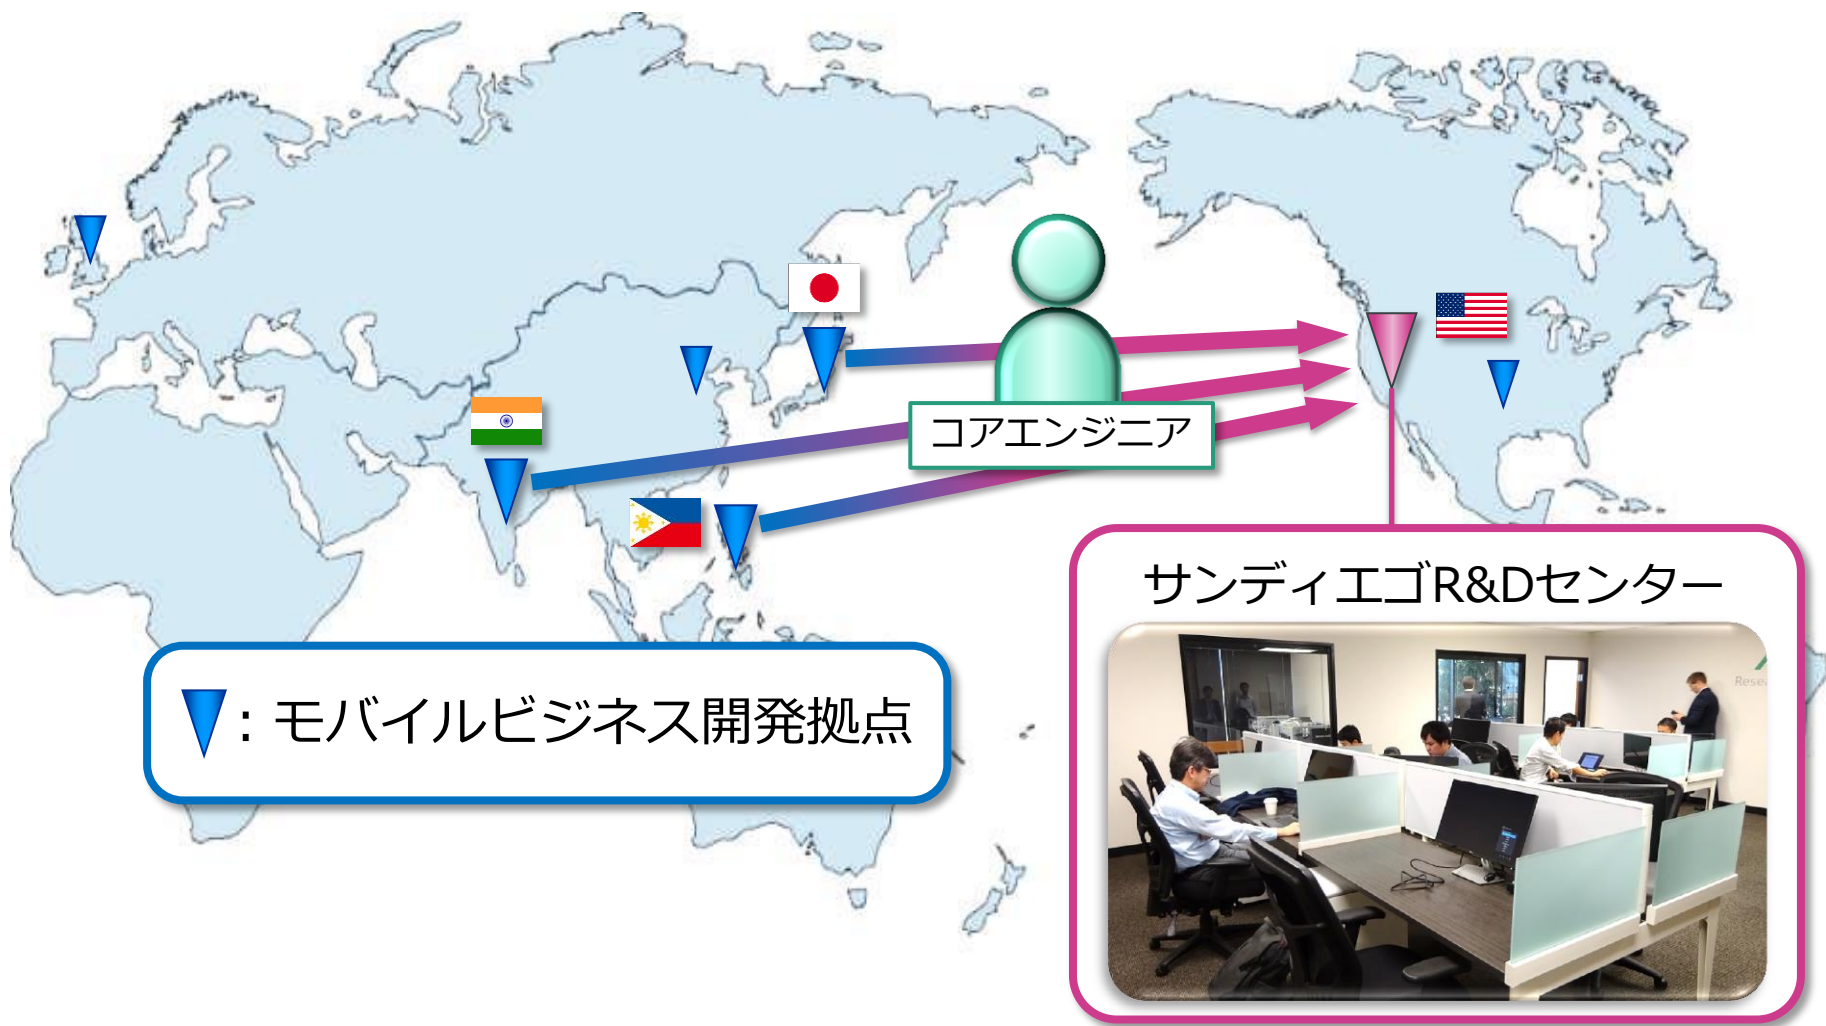 コアエンジニア
サンディエゴR&Dセンター
：モバイルビジネス開発拠点